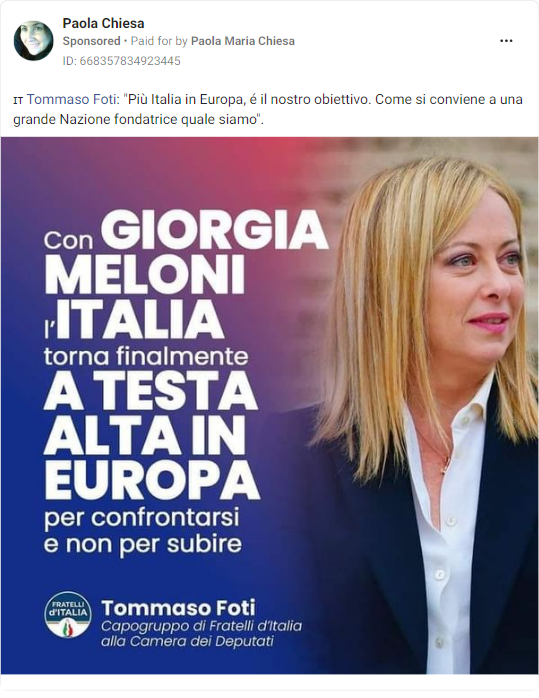 Paola Chiesa
Sponsored • Paid for by Paola Maria Chiesa
ID: 668357834923445
IT Tommaso Foti: "Più Italia in Europa, é il nostro obiettivo. Come si conviene a una
grande Nazione fondatrice quale siamo".
Con GIORGIA
MELONI
l'ITALIA
torna finalmente
A TESTA
ALTA IN
EUROPA
per confrontarsi
e non per subire
FRATELLI
d'ITALIA
Tommaso Foti
Capogruppo di Fratelli d'Italia
alla Camera dei Deputati